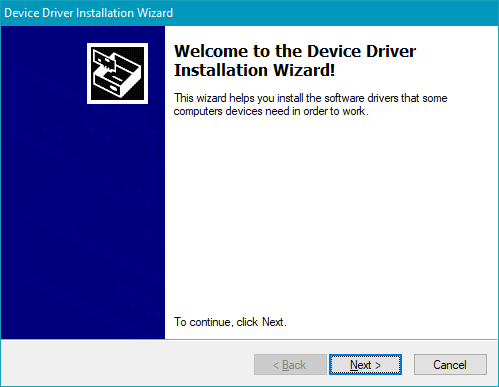 Device Driver Installation Wizard
Welcome to the Device Driver
Installation Wizard!
This wizard helps you install the software drivers that some
computers devices need in order to work.
To continue, click Next.
< Back
Next >
Cancel